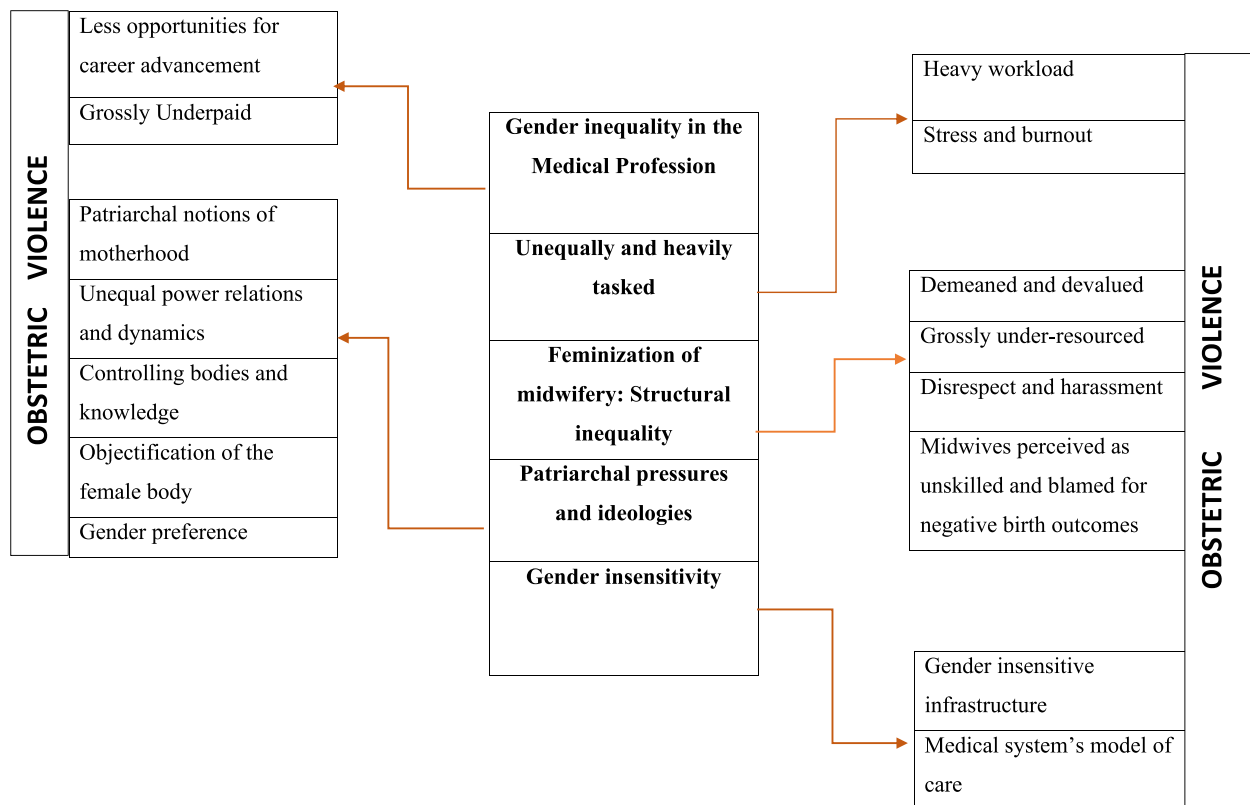 OBSTETRIC VIOLENCE
Less opportunities for
career advancement
Grossly Underpaid
Patriarchal notions of
motherhood
Unequal power relations
and dynamics
Controlling bodies and
knowledge
Objectification of the
female body
Gender preference
Gender inequality in the
Medical Profession
Unequally and heavily
tasked
Feminization of
midwifery: Structural
inequality
Patriarchal pressures
and ideologies
Gender insensitivity
Heavy workload
Stress and burnout
Demeaned and devalued
Grossly under-resourced
Disrespect and harassment
Midwives perceived as
unskilled and blamed for
negative birth outcomes
Gender insensitive
infrastructure
Medical system’s model of
care
OBSTETRIC VIOLENCE